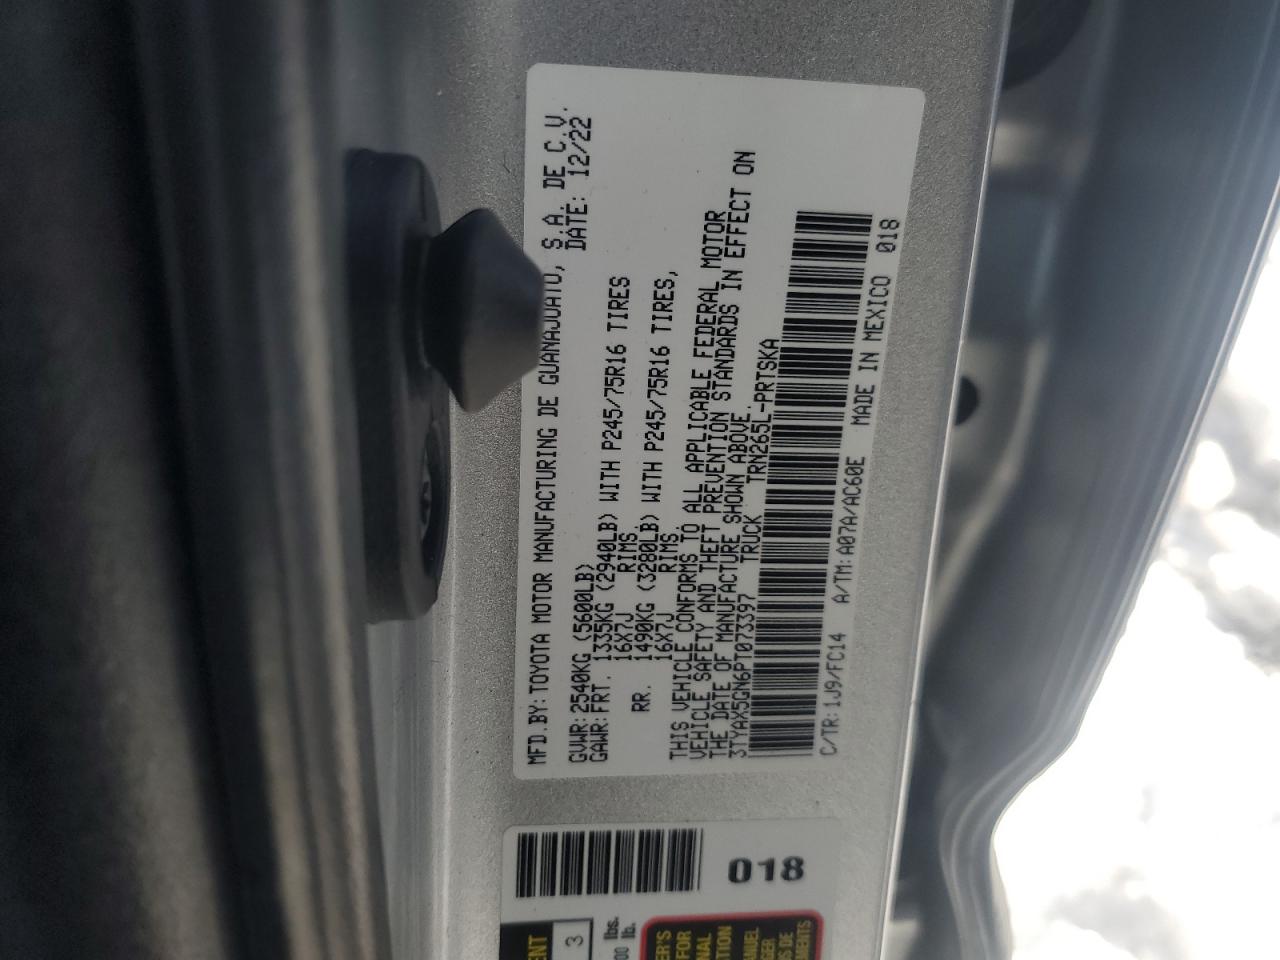 MFD.BY:TOYOTA MOTOR MANUFACTURING DE GUANAJUATO, S.A. DE C.V.
GVWR:2540KG (5600LB) DATE: 12/22
GAWR:FRT. 1335KG (2940LB) WITH P245/75R16 TIRES
16X7J RIMS.
RR. 1490KG (3280LB) WITH P245/75R16 TIRES,
16X7J RIMS
THIS VEHICLE CONFORMS TO ALL APPLICABLE FEDERAL MOTOR
VEHICLE SAFETY AND THEFT PREVENTION STANDARDS IN EFFECT ON
THE DATE OF MANUFACTURE SHOWN ABOVE.
3TYAX5GN6PT073397 TRUCK TRN265L-PRTSKA
C/TR:1J9/FC14 A/TM:A07A/AC60E MADE IN MEXICO 018
018
3
lbs.
lb.